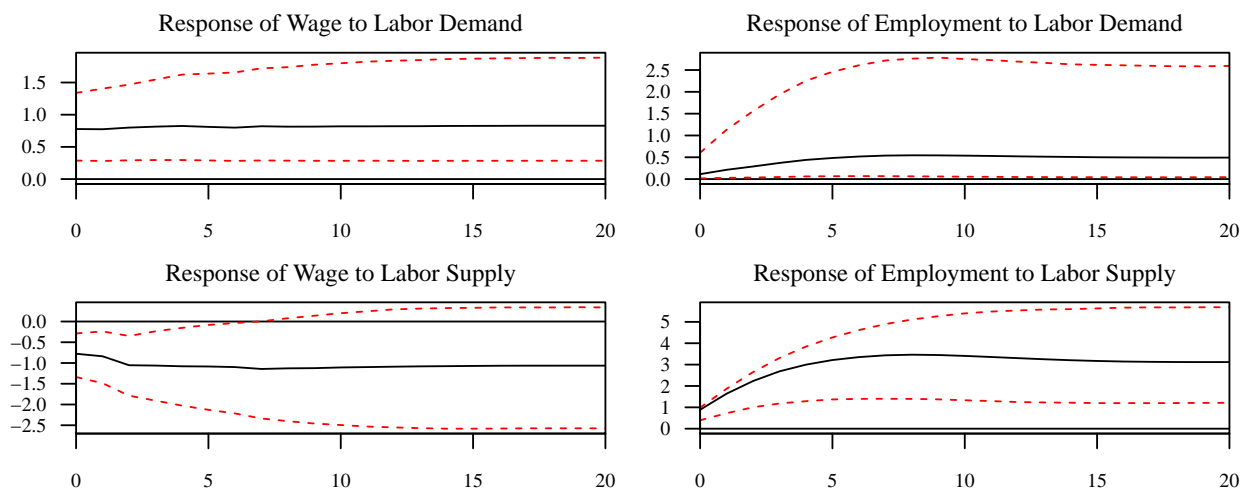 Response of Wage to Labor Demand
1.5
1.0
0.5
0.0
0 5 10 15 20
Response of Employment to Labor Demand
2.5
2.0
1.5
1.0
0.5
0.0
0 5 10 15 20
Response of Wage to Labor Supply
0.0
−0.5
−1.0
−1.5
−2.0
−2.5
0 5 10 15 20
Response of Employment to Labor Supply
5
4
3
2
1
0
0 5 10 15 20